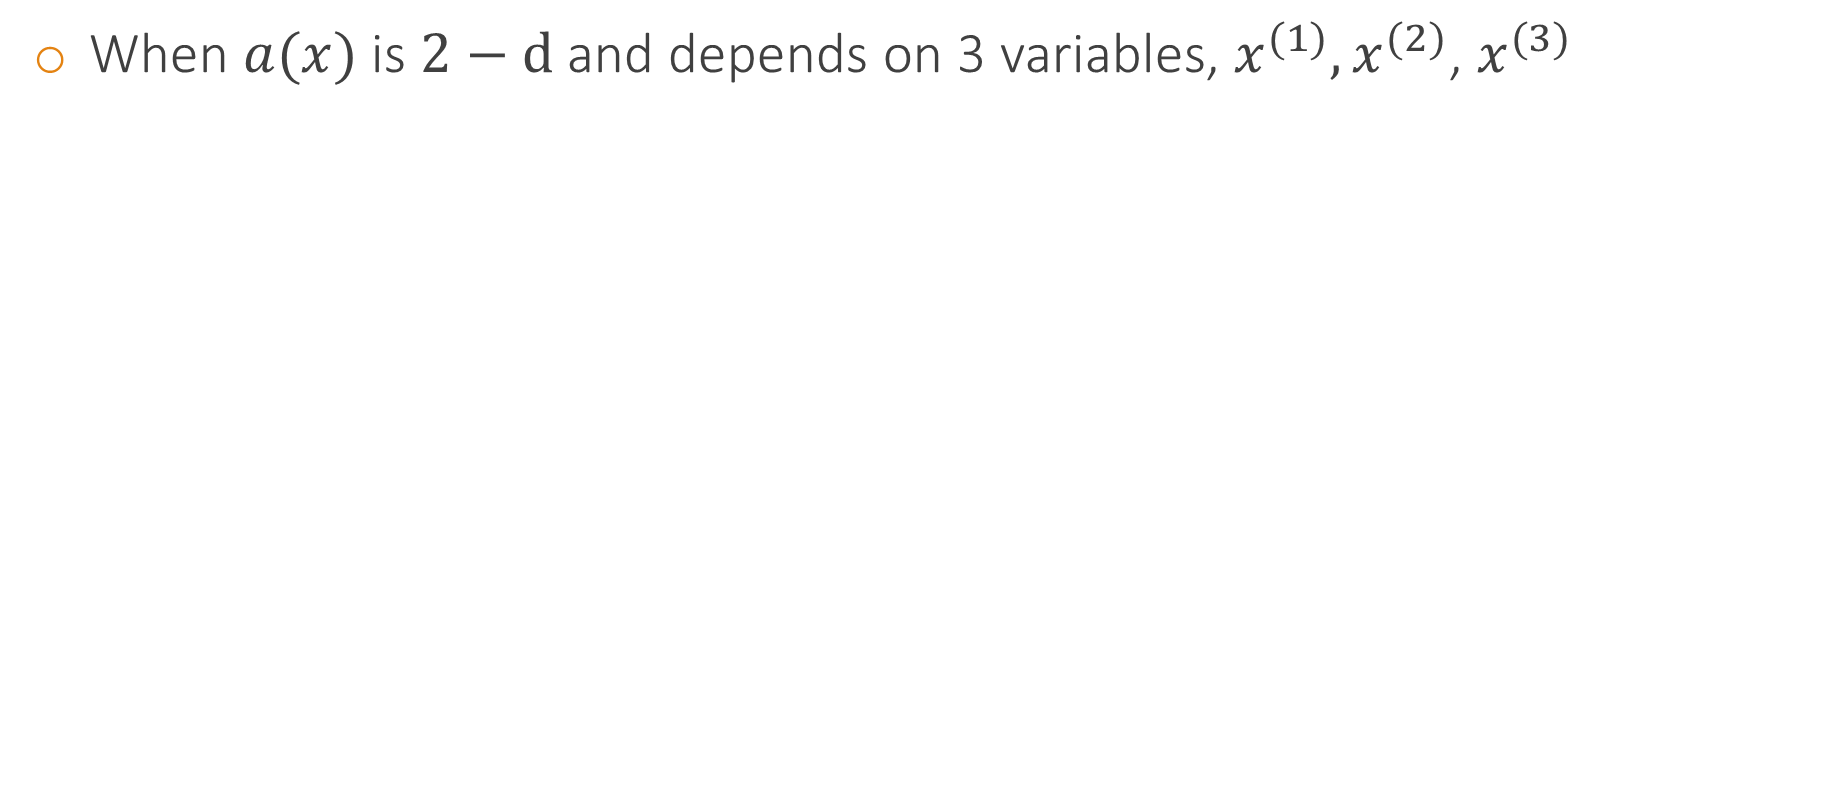 When a(x) is 2 − d and depends on 3 variables, x⁽¹⁾, x⁽²⁾, x⁽³⁾